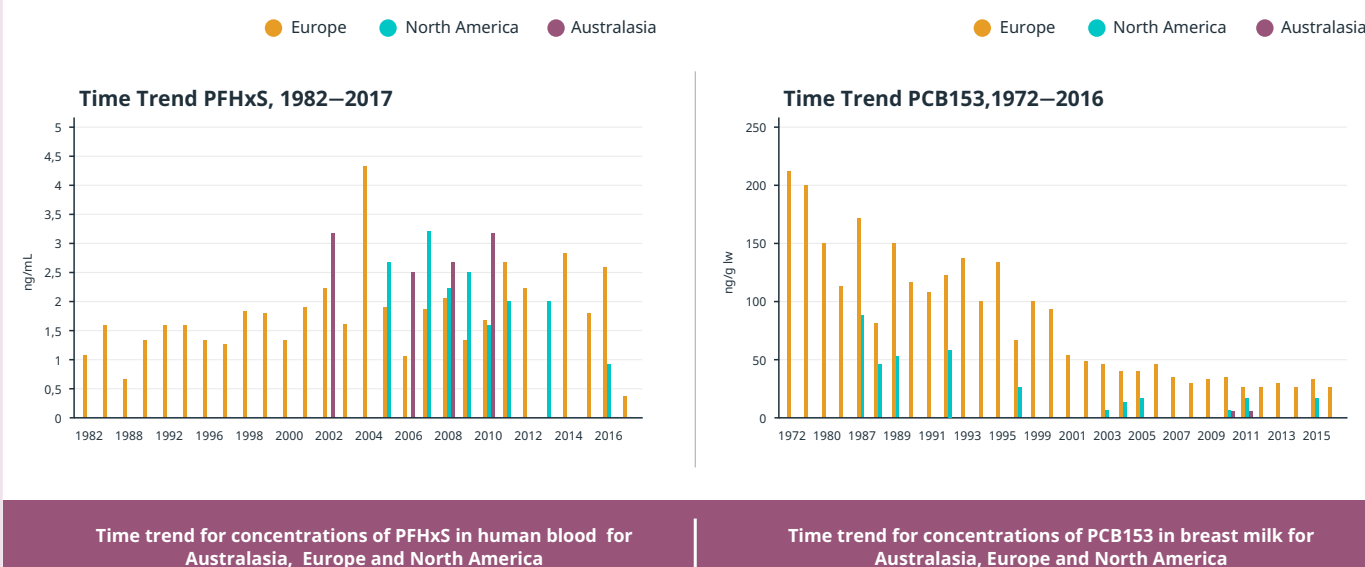 Europe North America Australasia
Europe North America Australasia
Time Trend PFHxS, 1982—2017
5
4,5
4
3,5
3
2,5
2
1,5
1
0,5
0
ng/mL
1982 1988 1992 1996 1998 2000 2002 2004 2006 2008 2010 2012 2014 2016
Time Trend PCB153,1972—2016
250
200
150
100
50
0
ng/g lw
1972 1980 1987 1989 1991 1993 1995 1999 2001 2003 2005 2007 2009 2011 2013 2015
Time trend for concentrations of PFHxS in human blood for
Australasia, Europe and North America
Time trend for concentrations of PCB153 in breast milk for
Australasia, Europe and North America